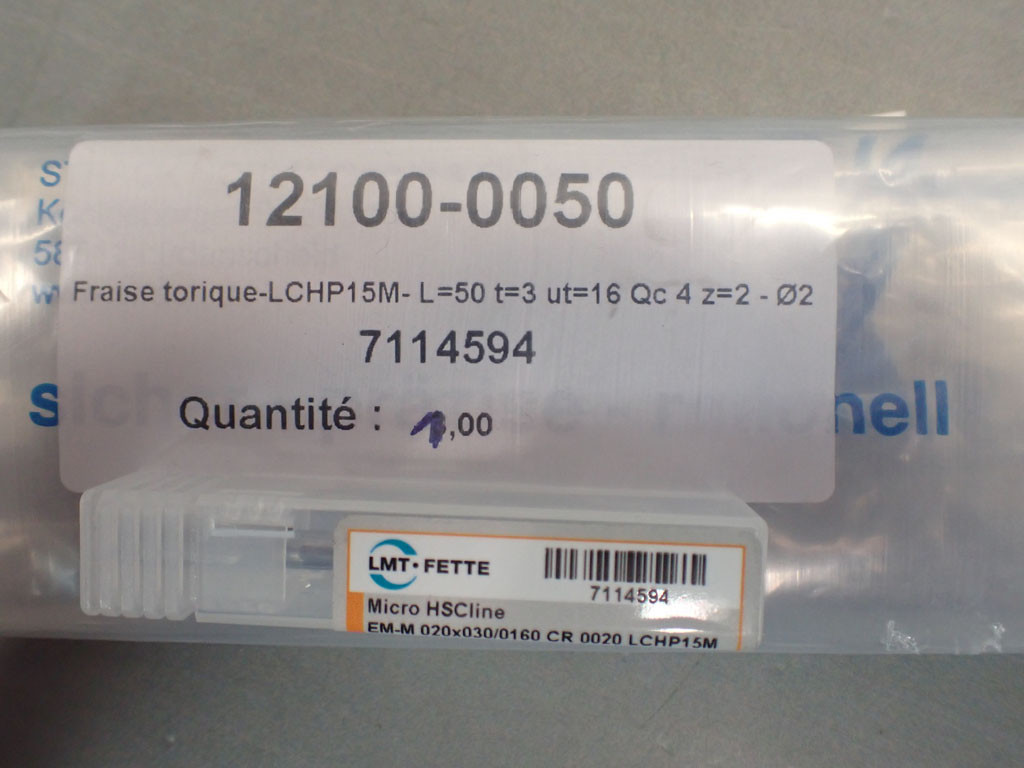 12100-0050
Fraise torique-LCHP15M- L=50 t=3 ut=16 Qc 4 z=2 - Ø2
7114594
Quantité : 1,00
LMT·FETTE
7114594
Micro HSCline
EM-M 020x030/0160 CR 0020 LCHP15M